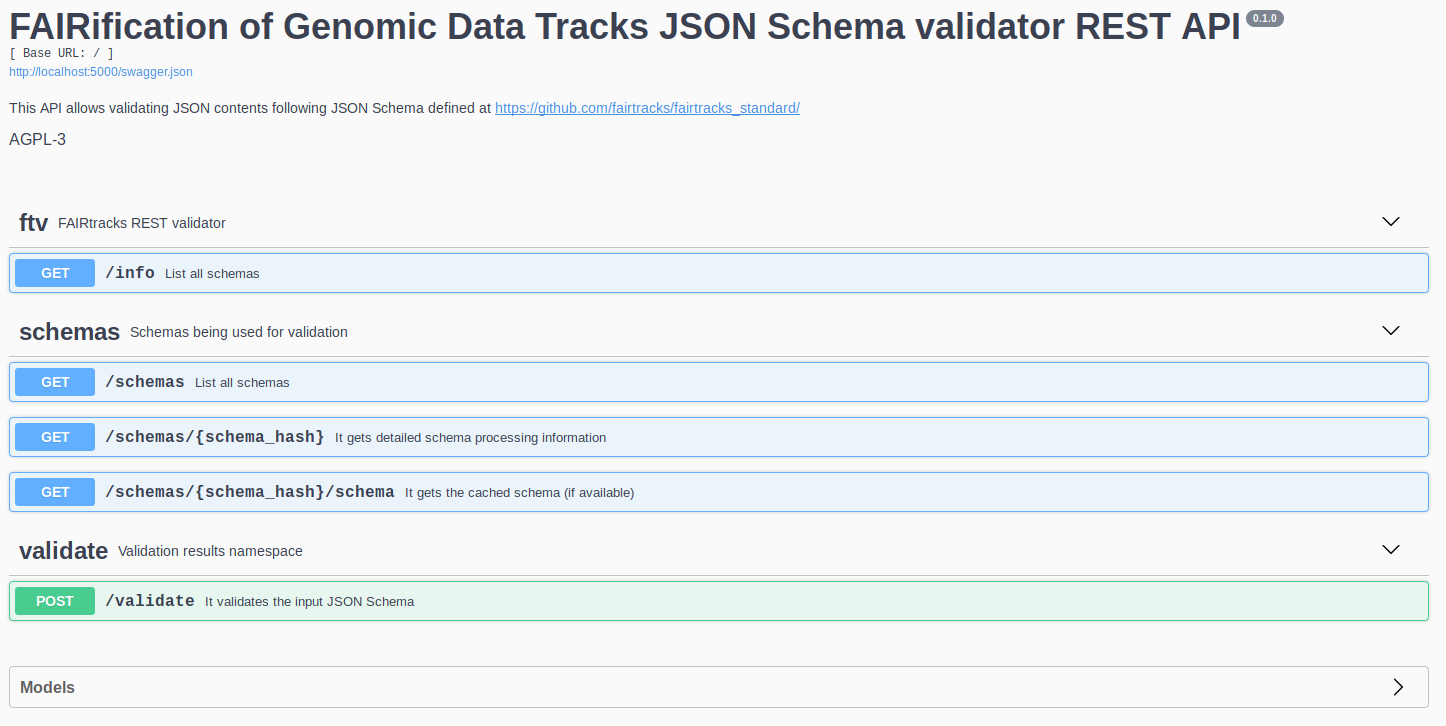 FAIRification of Genomic Data Tracks JSON Schema validator REST API 0.1.0
[ Base URL: / ]
http://localhost:5000/swagger.json
This API allows validating JSON contents following JSON Schema defined at https://github.com/fairtracks/fairtracks_standard/
AGPL-3
ftv FAIRtracks REST validator
GET /info List all schemas
schemas Schemas being used for validation
GET /schemas List all schemas
GET /schemas/{schema_hash} It gets detailed schema processing information
GET /schemas/{schema_hash}/schema It gets the cached schema (if available)
validate Validation results namespace
POST /validate It validates the input JSON Schema
Models